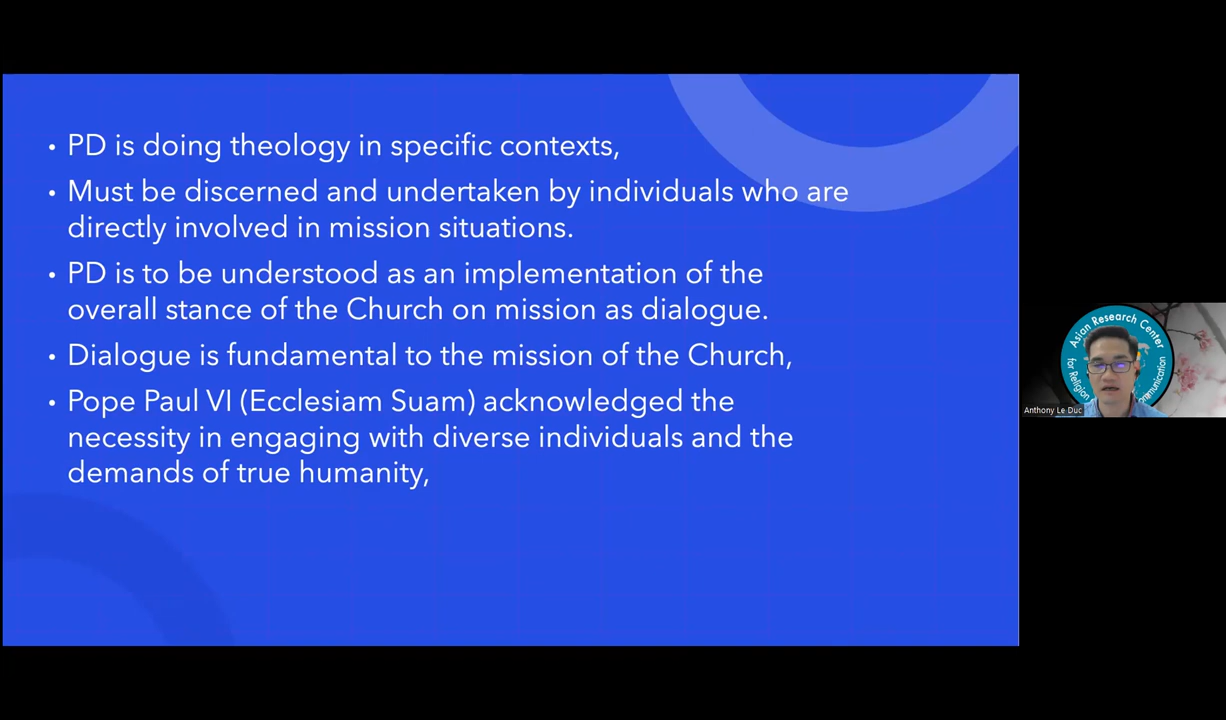 • PD is doing theology in specific contexts,
• Must be discerned and undertaken by individuals who are
directly involved in mission situations.
• PD is to be understood as an implementation of the
overall stance of the Church on mission as dialogue.
• Dialogue is fundamental to the mission of the Church,
• Pope Paul VI (Ecclesiam Suam) acknowledged the
necessity in engaging with diverse individuals and the
demands of true humanity,
Asian Research Center
for Religion
Anthony Le Duc